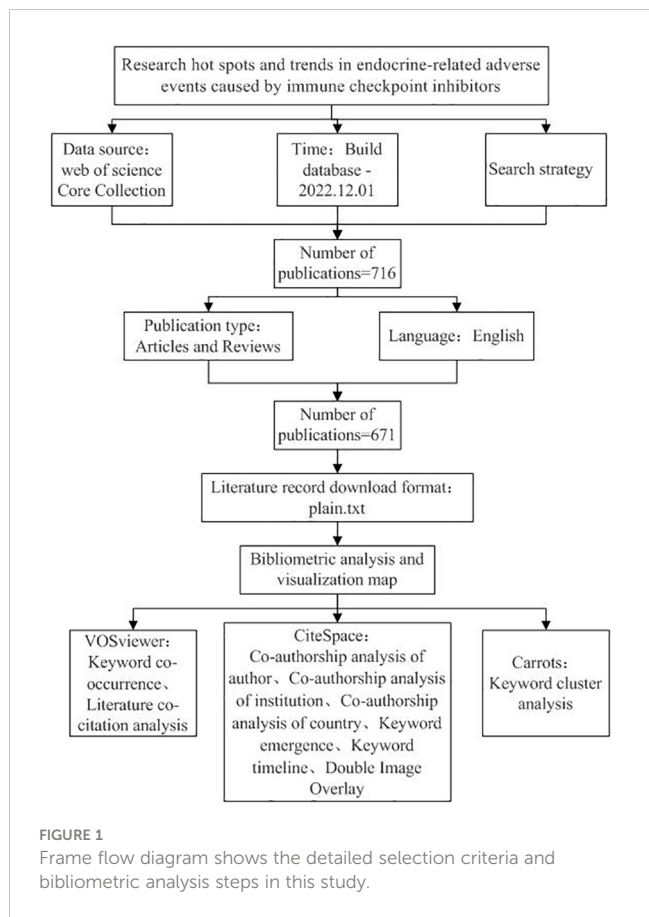 Research hot spots and trends in endocrine-related adverse
events caused by immune checkpoint inhibitors
Data source：
web of science
Core Collection
Time：Build
database -
2022.12.01
Search strategy
Number of
publications=716
Publication type：
Articles and Reviews
Language：English
Number of
publications=671
Literature record download format：
plain.txt
Bibliometric analysis and
visualization map
VOSviewer：
Keyword co-
occurrence、
Literature co-
citation analysis
CiteSpace：
Co-authorship analysis of
author、Co-authorship analysis
of institution、Co-authorship
analysis of country、Keyword
emergence、Keyword
timeline、Double Image
Overlay
Carrots：
Keyword cluster
analysis
FIGURE 1
Frame flow diagram shows the detailed selection criteria and
bibliometric analysis steps in this study.